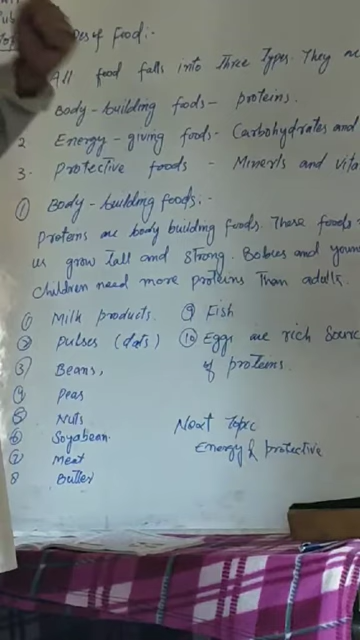 of Food:-
All food falls into Three Types. They
Body-building foods - proteins.
2 Energy-giving foods - Carbohydrates and
3. Protective foods - Minerls and vita
① Body-building foods:-
Proteins are body building foods. These foods
us grow tall and strong. Babies and youn
children need more proteins Than adults.
① Milk products.
② Pulses (dals)
③ Beans,
④ Peas
⑤ Nuts
⑥ Soyabean.
⑦ Meat
8 Butter
⑨ Fish
⑩ Eggs are rich Sourc
of proteins.
Next Topic
Energy & protective